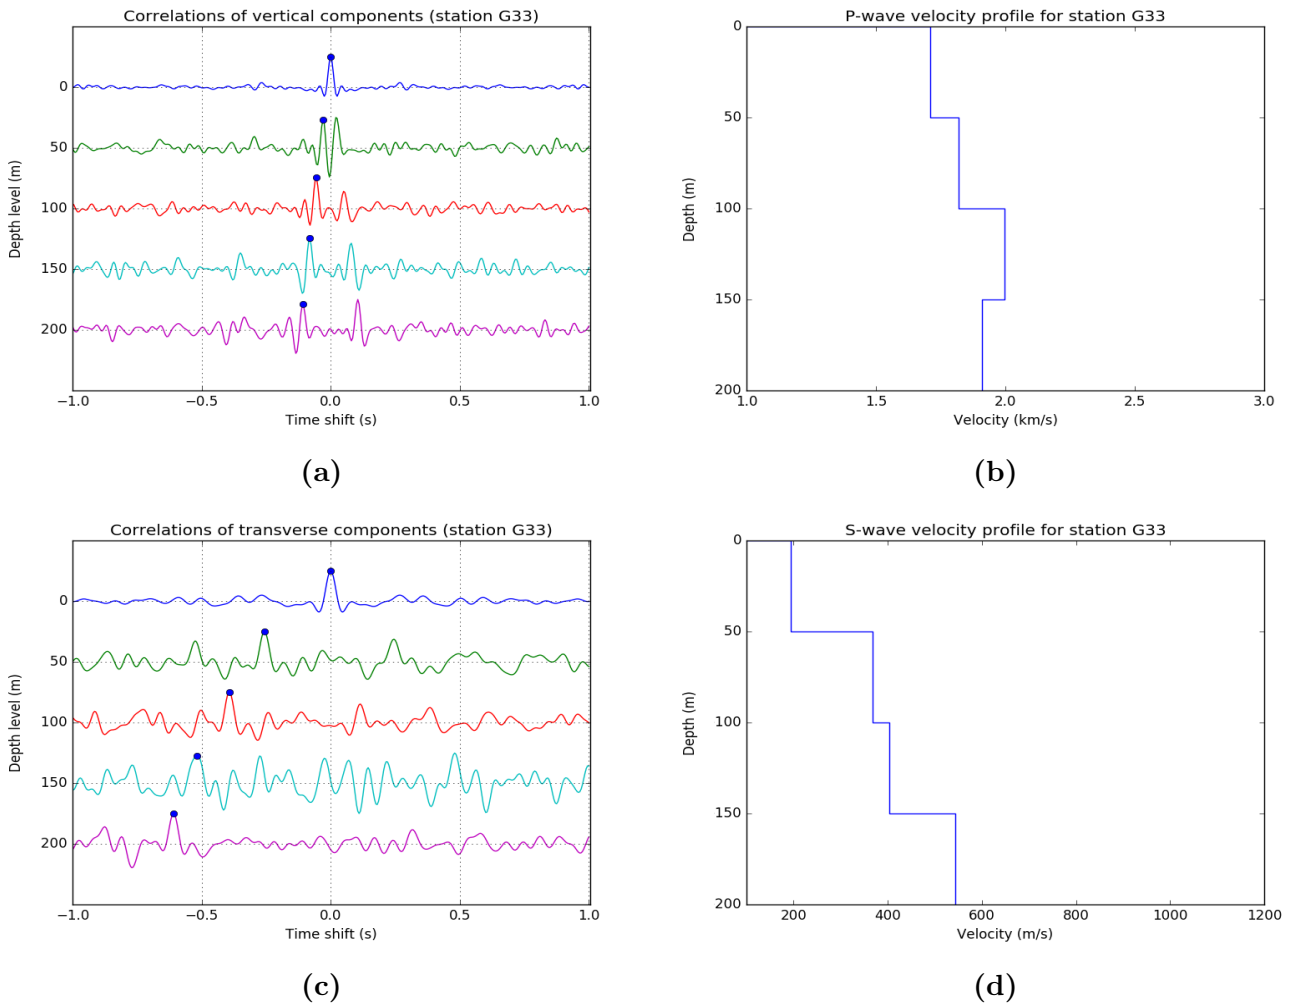 Correlations of vertical components (station G33)
Depth level (m)
0
50
100
150
200
−1.0 −0.5 0.0 0.5 1.0
Time shift (s)
(a)
P-wave velocity profile for station G33
Depth (m)
0
50
100
150
200
1.0 1.5 2.0 2.5 3.0
Velocity (km/s)
(b)
Correlations of transverse components (station G33)
Depth level (m)
0
50
100
150
200
−1.0 −0.5 0.0 0.5 1.0
Time shift (s)
(c)
S-wave velocity profile for station G33
Depth (m)
0
50
100
150
200
200 400 600 800 1000 1200
Velocity (m/s)
(d)